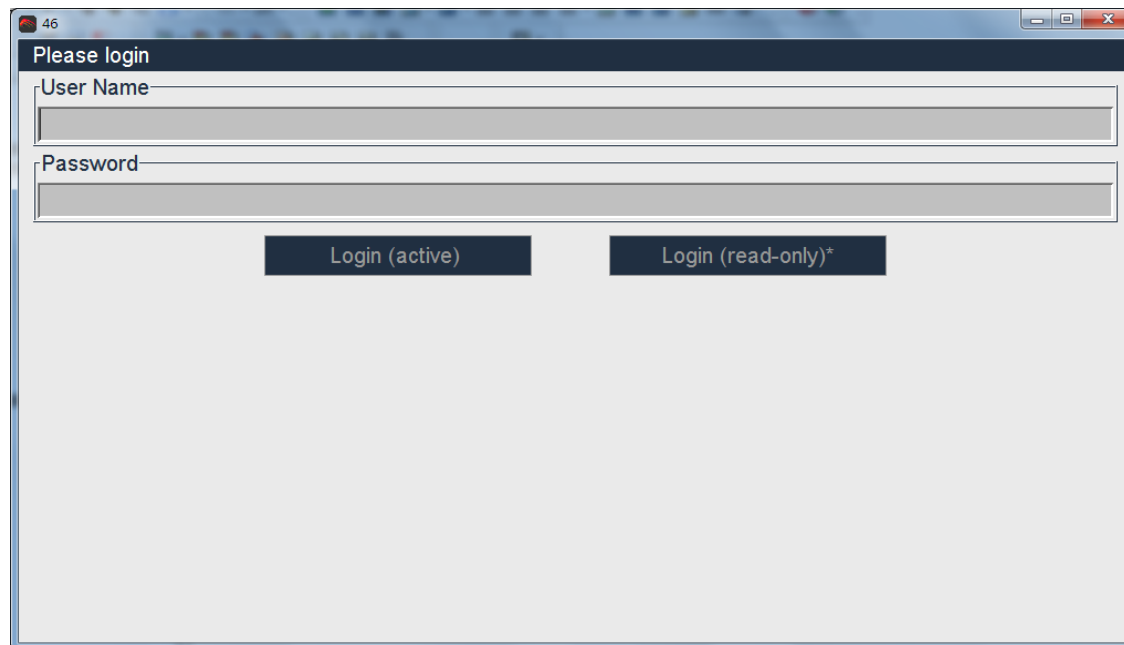 46
Please login
User Name
Password
Login (active)
Login (read-only)*